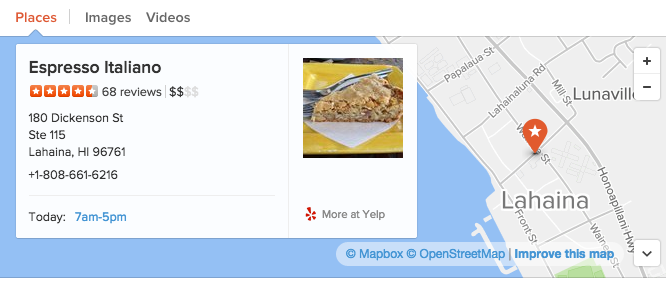 Places
Images
Videos
Espresso Italiano
68 reviews $$$$
180 Dickenson St
Ste 115
Lahaina, HI 96761
+1-808-661-6216
Today: 7am-5pm
More at Yelp
Papalaua St
Lahainaluna Rd
Mill St
Lunaville
+
−
Lahaina
Honoapiilani Hwy
Front St
Waine
© Mapbox © OpenStreetMap | Improve this map